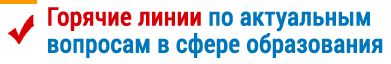 Горячие линии по актуальным
вопросам в сфере образования